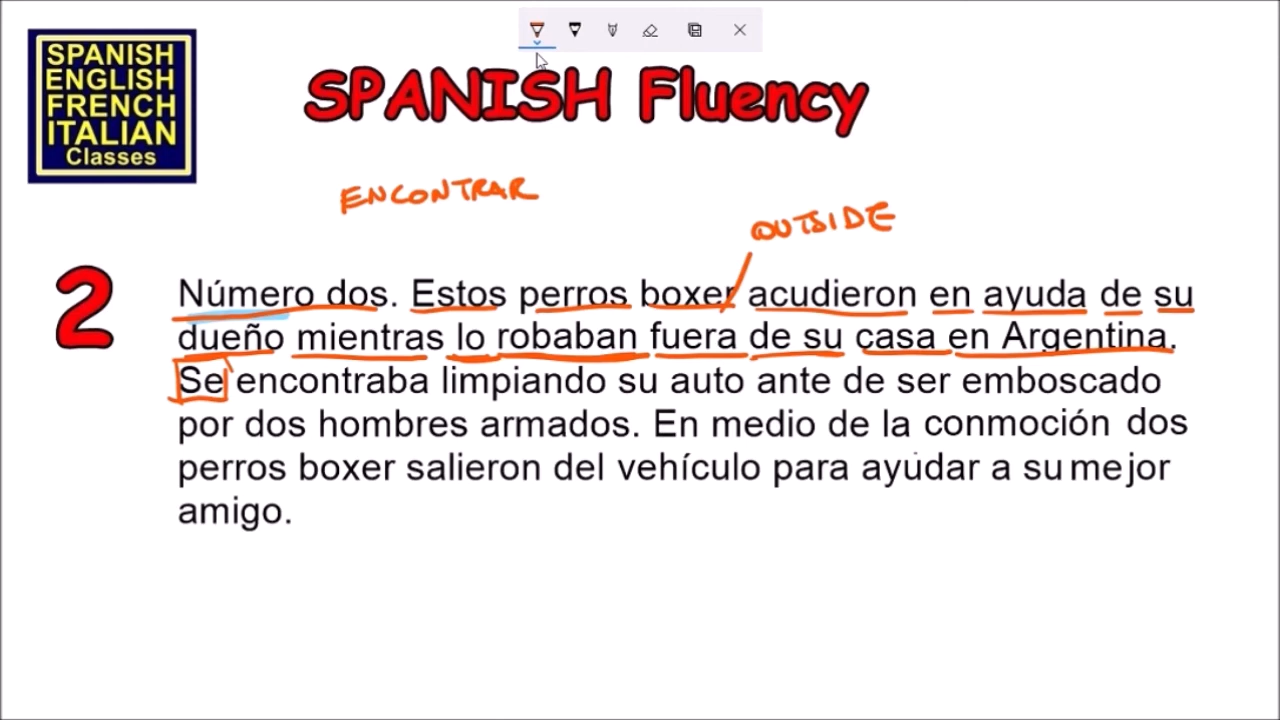 SPANISH
ENGLISH
FRENCH
ITALIAN
Classes
SPANISH Fluency
ENCONTRAR
OUTSIDE
2
Número dos. Estos perros boxer acudieron en ayuda de su
dueño mientras lo robaban fuera de su casa en Argentina.
Se encontraba limpiando su auto ante de ser emboscado
por dos hombres armados. En medio de la conmoción dos
perros boxer salieron del vehículo para ayudar a su mejor
amigo.